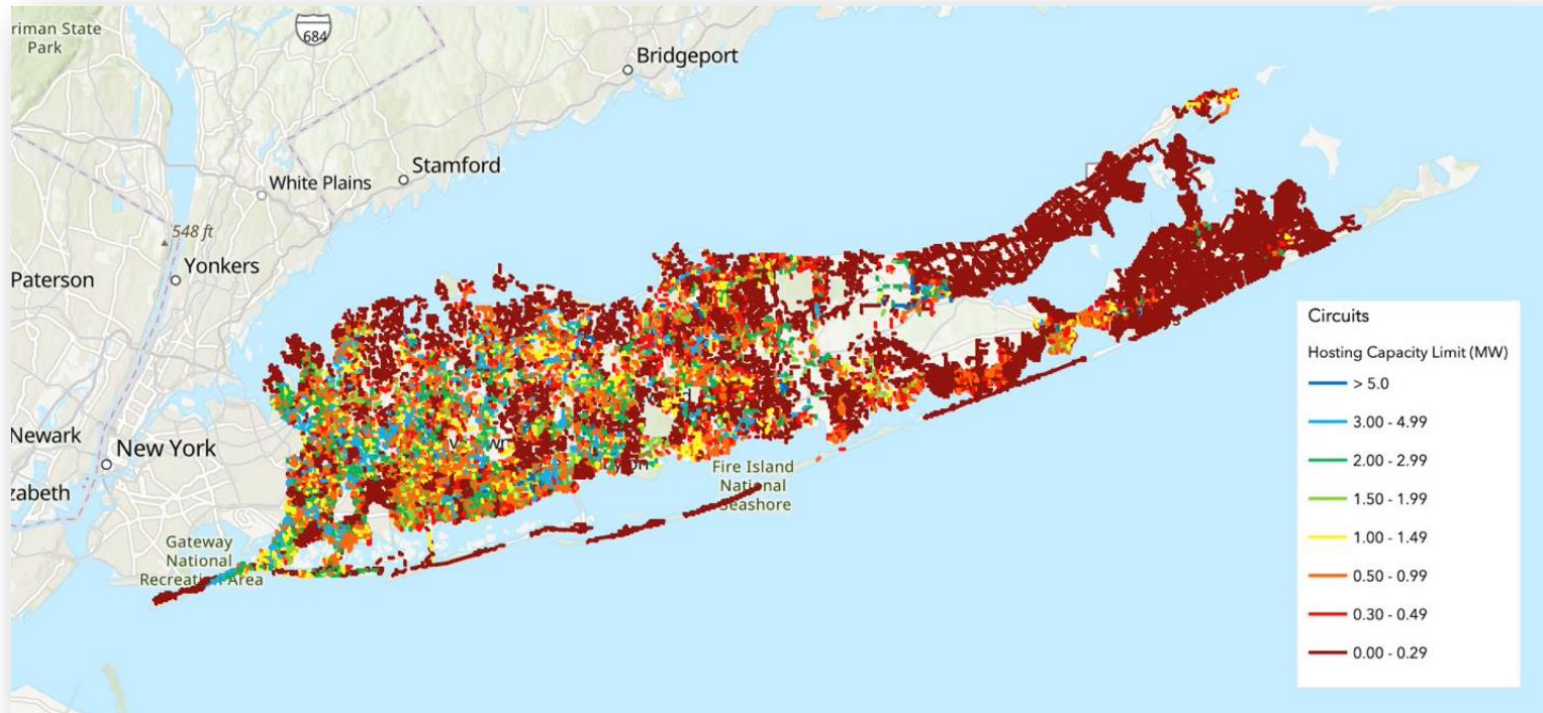 rriman State
Park
684
Bridgeport
Stamford
White Plains
548 ft
Yonkers
Paterson
Newark
New York
zabeth
Gateway
National
Recreation Area
Fire Island
National
Seashore
Circuits
Hosting Capacity Limit (MW)
> 5.0
3.00 - 4.99
2.00 - 2.99
1.50 - 1.99
1.00 - 1.49
0.50 - 0.99
0.30 - 0.49
0.00 - 0.29